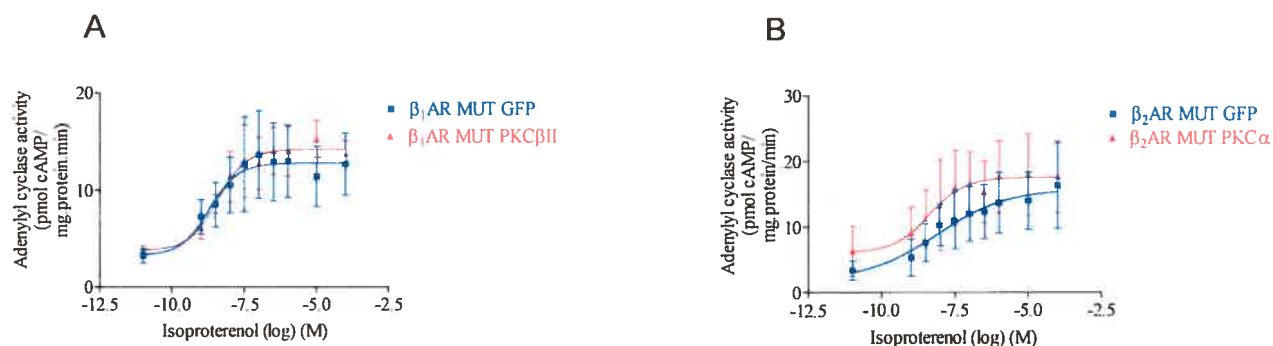 A
Adenylyl cyclase activity
(pmol cAMP/
mg.protein.min)
20
10
0
-12.5 -10.0 -7.5 -5.0 -2.5
Isoproterenol (log) (M)
β₁AR MUT GFP
β₁AR MUT PKCβII
B
Adenylyl cyclase activity
(pmol cAMP/
mg.protein/min)
30
20
10
0
-12.5 -10.0 -7.5 -5.0 -2.5
Isoproterenol (log) (M)
β₂AR MUT GFP
β₂AR MUT PKCα